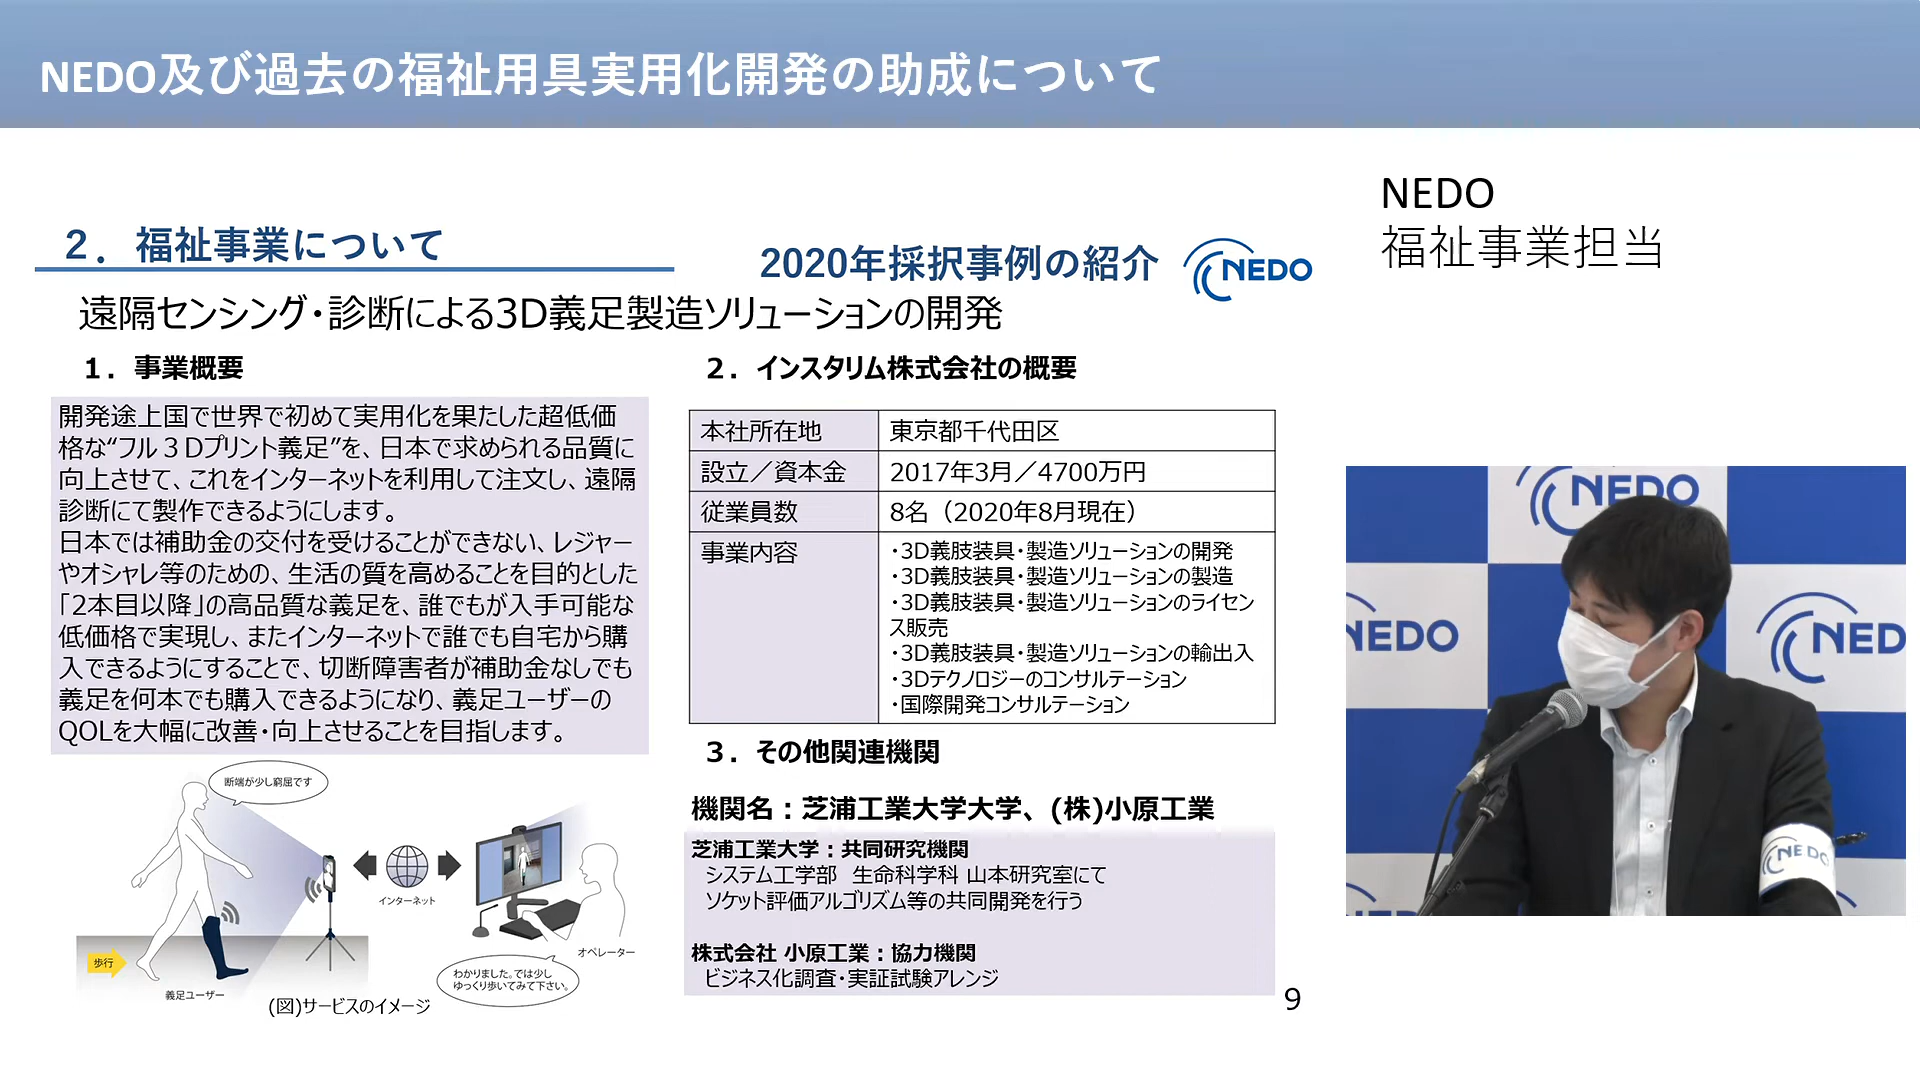 NEDO及び過去の福祉用具実用化開発の助成について
NEDO
福祉事業担当
２．福祉事業について
2020年採択事例の紹介
NEDO
遠隔センシング・診断による3D義足製造ソリューションの開発
１．事業概要
開発途上国で世界で初めて実用化を果たした超低価
格な“フル３Dプリント義足”を、日本で求められる品質に
向上させて、これをインターネットを利用して注文し、遠隔
診断にて製作できるようにします。
日本では補助金の交付を受けることができない、レジャー
やオシャレ等のための、生活の質を高めることを目的とした
「2本目以降」の高品質な義足を、誰でもが入手可能な
低価格で実現し、またインターネットで誰でも自宅から購
入できるようにすることで、切断障害者が補助金なしでも
義足を何本でも購入できるようになり、義足ユーザーの
QOLを大幅に改善・向上させることを目指します。
断端が少し窮屈です
インターネット
オペレーター
歩行
義足ユーザー
わかりました。では少し
ゆっくり歩いてみて下さい。
(図)サービスのイメージ
２．インスタリム株式会社の概要
本社所在地 東京都千代田区
設立／資本金 2017年3月／4700万円
従業員数 8名（2020年8月現在）
事業内容 ・3D義肢装具・製造ソリューションの開発
・3D義肢装具・製造ソリューションの製造
・3D義肢装具・製造ソリューションのライセン
ス販売
・3D義肢装具・製造ソリューションの輸出入
・3Dテクノロジーのコンサルテーション
・国際開発コンサルテーション
３．その他関連機関
機関名：芝浦工業大学大学、(株)小原工業
芝浦工業大学：共同研究機関
システム工学部　生命科学科 山本研究室にて
ソケット評価アルゴリズム等の共同開発を行う
株式会社 小原工業：協力機関
ビジネス化調査・実証試験アレンジ
9
NEDO
NEDO
NED
NEDO
NEDO